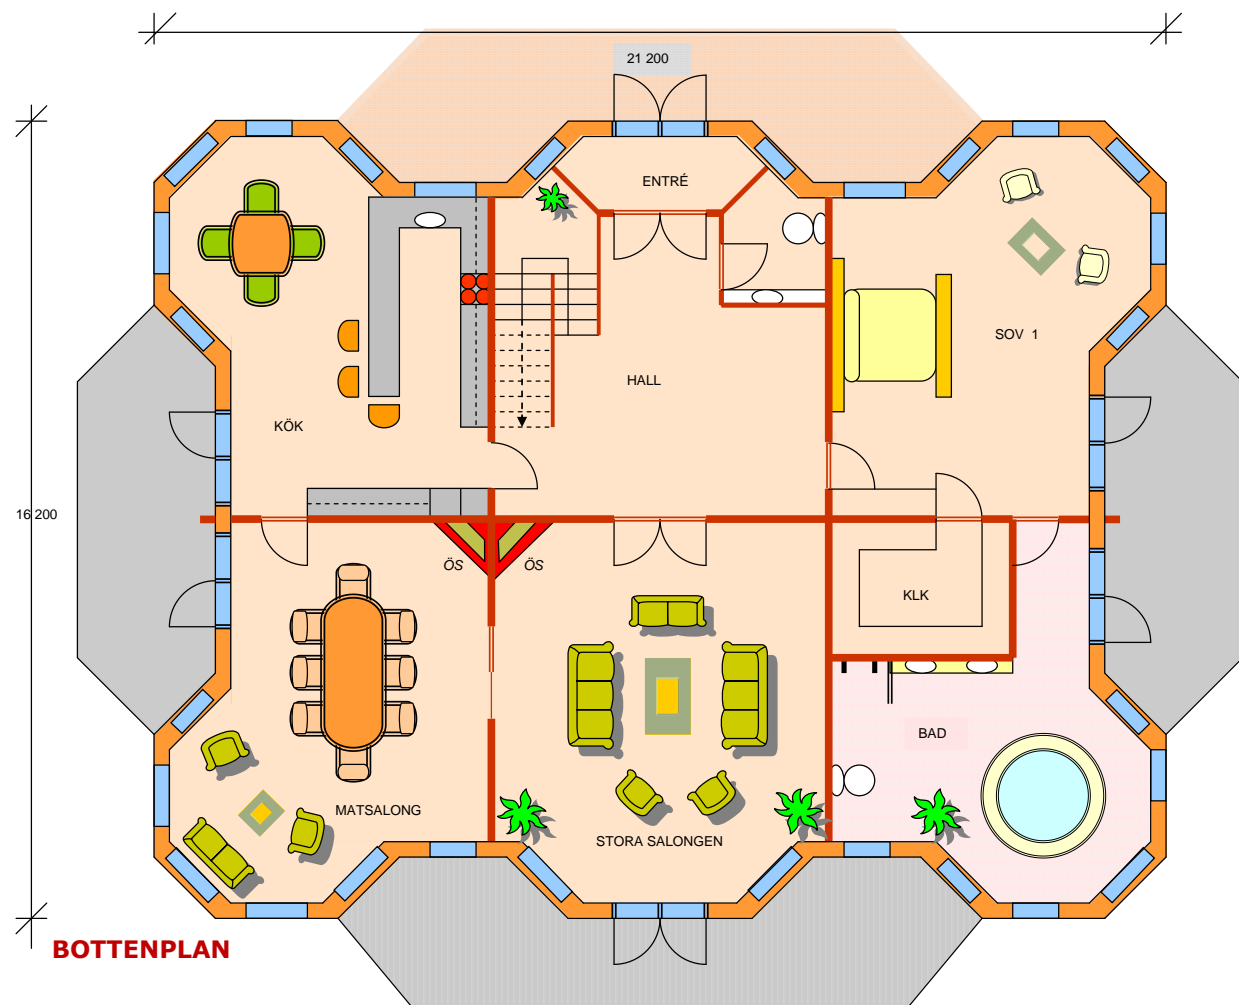 21 200
ENTRÉ
SOV 1
HALL
KÖK
16 200
ÖS
ÖS
KLK
BAD
MATSALONG
STORA SALONGEN
BOTTENPLAN